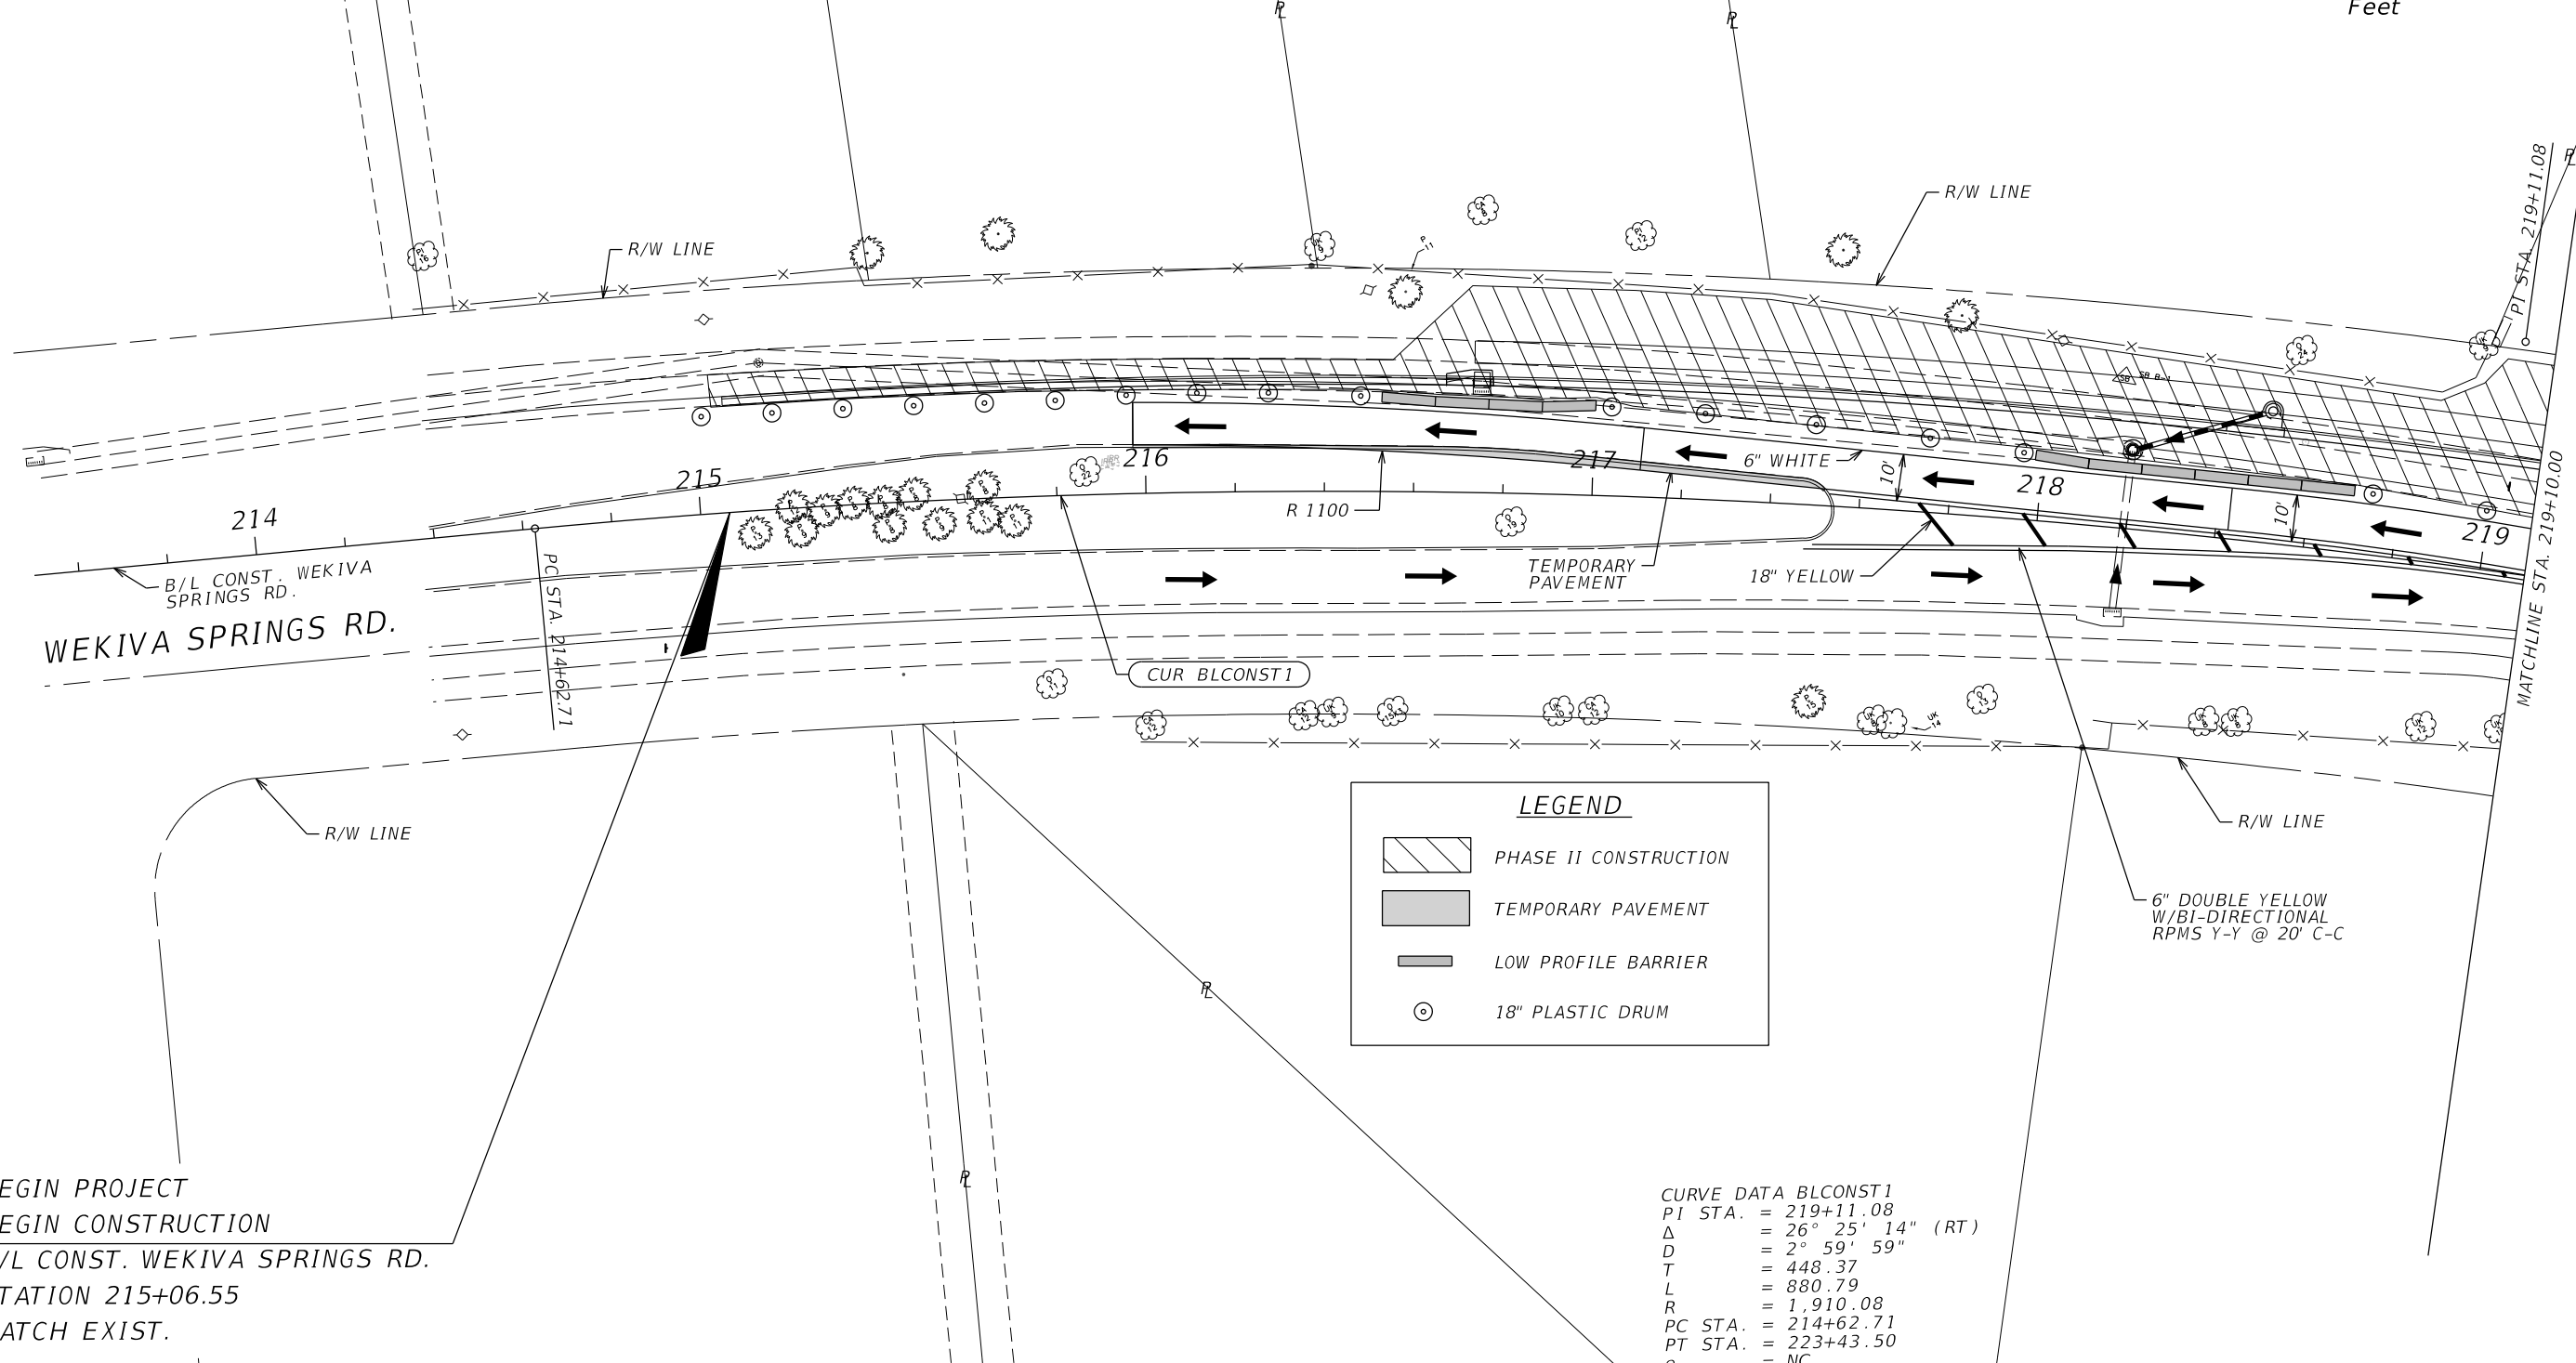 Feet
R/W LINE
R/W LINE
PI STA. 219+11.08
214
215
216
217
218
219
6" WHITE
10'
10'
R 1100
B/L CONST. WEKIVA
SPRINGS RD.
WEKIVA SPRINGS RD.
PC STA. 214+62.71
TEMPORARY
PAVEMENT
18" YELLOW
MATCHLINE STA. 219+10.00
CUR BLCONST1
R/W LINE
R/W LINE
LEGEND
PHASE II CONSTRUCTION
TEMPORARY PAVEMENT
LOW PROFILE BARRIER
18" PLASTIC DRUM
6" DOUBLE YELLOW
W/BI-DIRECTIONAL
RPMS Y-Y @ 20' C-C
EGIN PROJECT
EGIN CONSTRUCTION
/L CONST. WEKIVA SPRINGS RD.
TATION 215+06.55
ATCH EXIST.
CURVE DATA BLCONST1
PI STA. = 219+11.08
Δ = 26° 25' 14" (RT)
D = 2° 59' 59"
T = 448.37
L = 880.79
R = 1,910.08
PC STA. = 214+62.71
PT STA. = 223+43.50
e = NC